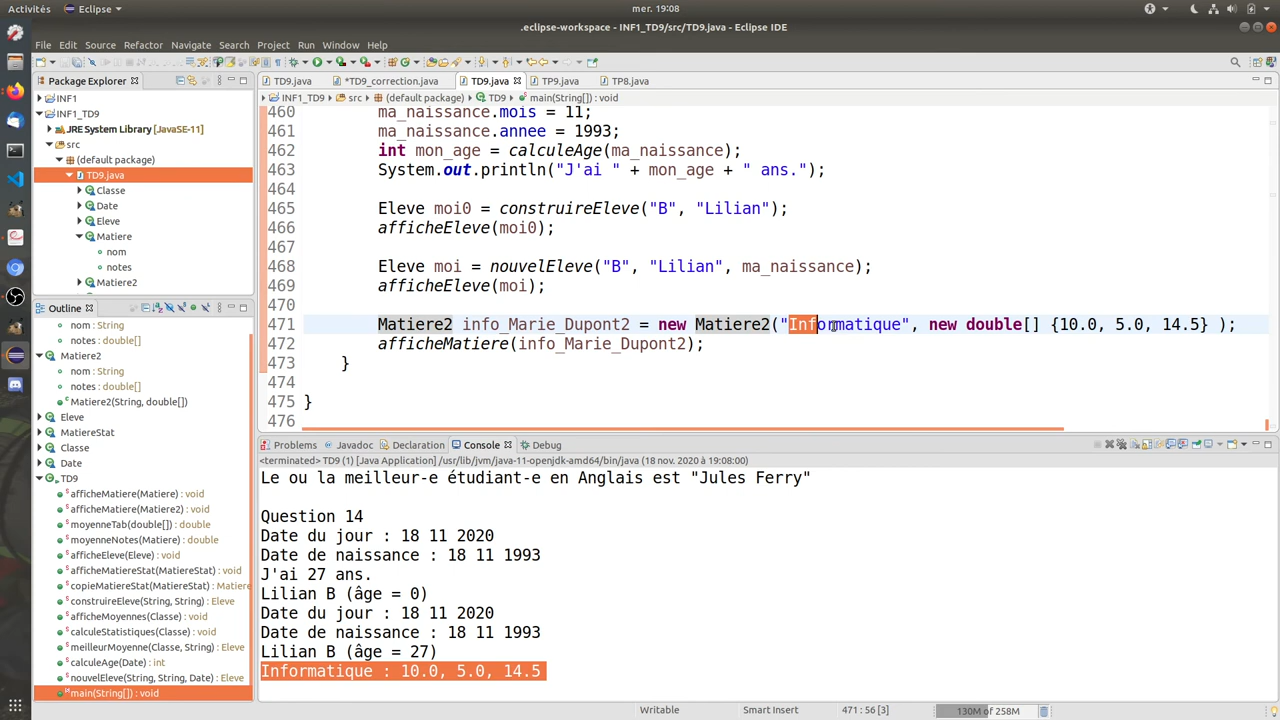 Activités Eclipse mer. 19:08
.eclipse-workspace - INF1_TD9/src/TD9.java - Eclipse IDE
File Edit Source Refactor Navigate Search Project Run Window Help
Package Explorer
INF1
INF1_TD9
JRE System Library [JavaSE-11]
src
(default package)
TD9.java
Classe
Date
Eleve
Matiere
nom
notes
Matiere2
Outline
nom : String
notes : double[]
Matiere2
nom : String
notes : double[]
Matiere2(String, double[])
Eleve
MatiereStat
Classe
Date
TD9
afficheMatiere(Matiere) : void
afficheMatiere(Matiere2) : void
moyenneTab(double[]) : double
moyenneNotes(Matiere) : double
afficheEleve(Eleve) : void
afficheMatiereStat(MatiereStat) : void
copieMatiereStat(MatiereStat) : Matiere
construireEleve(String, String) : Eleve
afficheMoyennes(Classe) : void
calculeStatistiques(Classe) : void
meilleurMoyenne(Classe, String) : Eleve
calculeAge(Date) : int
nouvelEleve(String, String, Date) : Eleve
main(String[]) : void
TD9.java *TD9_correction.java TD9.java TP9.java TP8.java
INF1_TD9 src (default package) TD9 main(String[]) : void
460 ma_naissance.mois = 11;
461 ma_naissance.annee = 1993;
462 int mon_age = calculeAge(ma_naissance);
463 System.out.println("J'ai " + mon_age + " ans.");
464
465 Eleve moi0 = construireEleve("B", "Lilian");
466 afficheEleve(moi0);
467
468 Eleve moi = nouvelEleve("B", "Lilian", ma_naissance);
469 afficheEleve(moi);
470
471 Matiere2 info_Marie_Dupont2 = new Matiere2("Informatique", new double[] {10.0, 5.0, 14.5} );
472 afficheMatiere(info_Marie_Dupont2);
473 }
474
475 }
476
Problems Javadoc Declaration Console Debug
<terminated> TD9 (1) [Java Application] /usr/lib/jvm/java-11-openjdk-amd64/bin/java (18 nov. 2020 à 19:08:00)
Le ou la meilleur-e étudiant-e en Anglais est "Jules Ferry"
Question 14
Date du jour : 18 11 2020
Date de naissance : 18 11 1993
J'ai 27 ans.
Lilian B (âge = 0)
Date du jour : 18 11 2020
Date de naissance : 18 11 1993
Lilian B (âge = 27)
Informatique : 10.0, 5.0, 14.5
Writable Smart Insert 471 : 56 [3] 130M of 258M